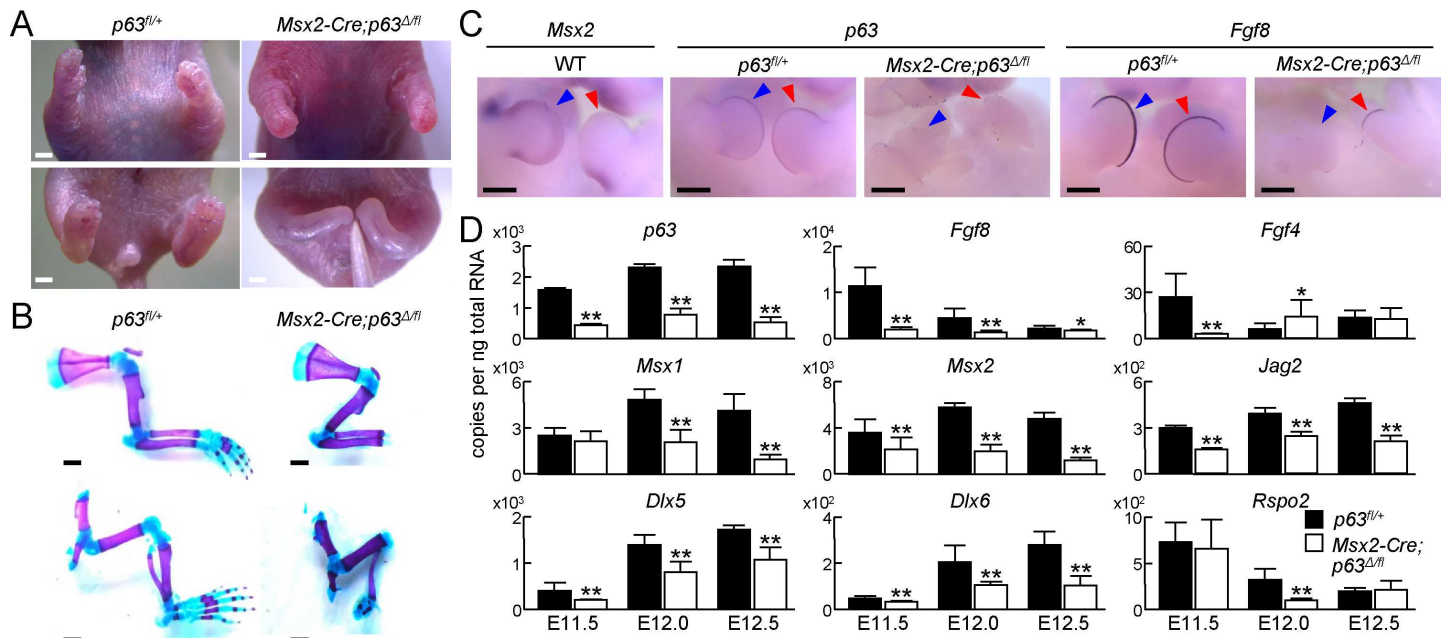 A
p63fl/+
Msx2-Cre;p63Δ/fl
B
p63fl/+
Msx2-Cre;p63Δ/fl
C
Msx2
p63
Fgf8
WT
p63fl/+
Msx2-Cre;p63Δ/fl
p63fl/+
Msx2-Cre;p63Δ/fl
D
copies per ng total RNA
x10³
p63
3
2
1
0
**
**
**
x10⁴
Fgf8
2
1
0
**
**
*
Fgf4
60
30
0
**
*
x10³
Msx1
6
3
0
**
**
x10³
Msx2
8
4
0
**
**
**
x10²
Jag2
6
3
0
**
**
**
x10³
Dlx5
2
1
0
**
**
**
E11.5
E12.0
E12.5
x10²
Dlx6
4
2
0
**
**
**
E11.5
E12.0
E12.5
x10²
Rspo2
10
5
0
**
p63fl/+
Msx2-Cre;
p63Δ/fl
E11.5
E12.0
E12.5